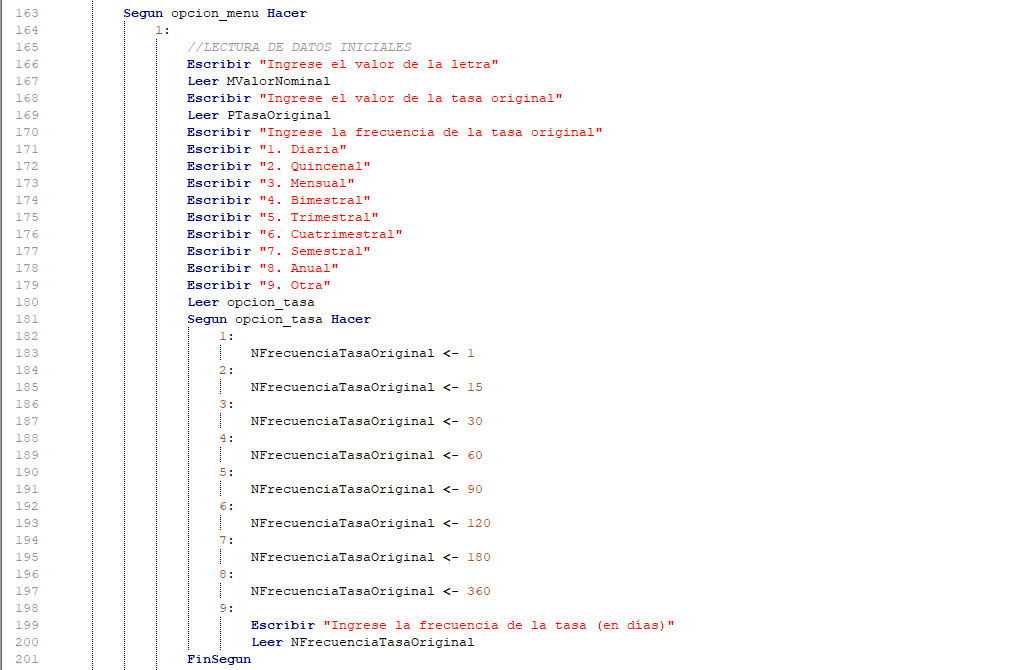 163 Segun opcion_menu Hacer
164 1:
165 //LECTURA DE DATOS INICIALES
166 Escribir "Ingrese el valor de la letra"
167 Leer MValorNominal
168 Escribir "Ingrese el valor de la tasa original"
169 Leer PTasaOriginal
170 Escribir "Ingrese la frecuencia de la tasa original"
171 Escribir "1. Diaria"
172 Escribir "2. Quincenal"
173 Escribir "3. Mensual"
174 Escribir "4. Bimestral"
175 Escribir "5. Trimestral"
176 Escribir "6. Cuatrimestral"
177 Escribir "7. Semestral"
178 Escribir "8. Anual"
179 Escribir "9. Otra"
180 Leer opcion_tasa
181 Segun opcion_tasa Hacer
182 1:
183 NFrecuenciaTasaOriginal <- 1
184 2:
185 NFrecuenciaTasaOriginal <- 15
186 3:
187 NFrecuenciaTasaOriginal <- 30
188 4:
189 NFrecuenciaTasaOriginal <- 60
190 5:
191 NFrecuenciaTasaOriginal <- 90
192 6:
193 NFrecuenciaTasaOriginal <- 120
194 7:
195 NFrecuenciaTasaOriginal <- 180
196 8:
197 NFrecuenciaTasaOriginal <- 360
198 9:
199 Escribir "Ingrese la frecuencia de la tasa (en días)"
200 Leer NFrecuenciaTasaOriginal
201 FinSegun